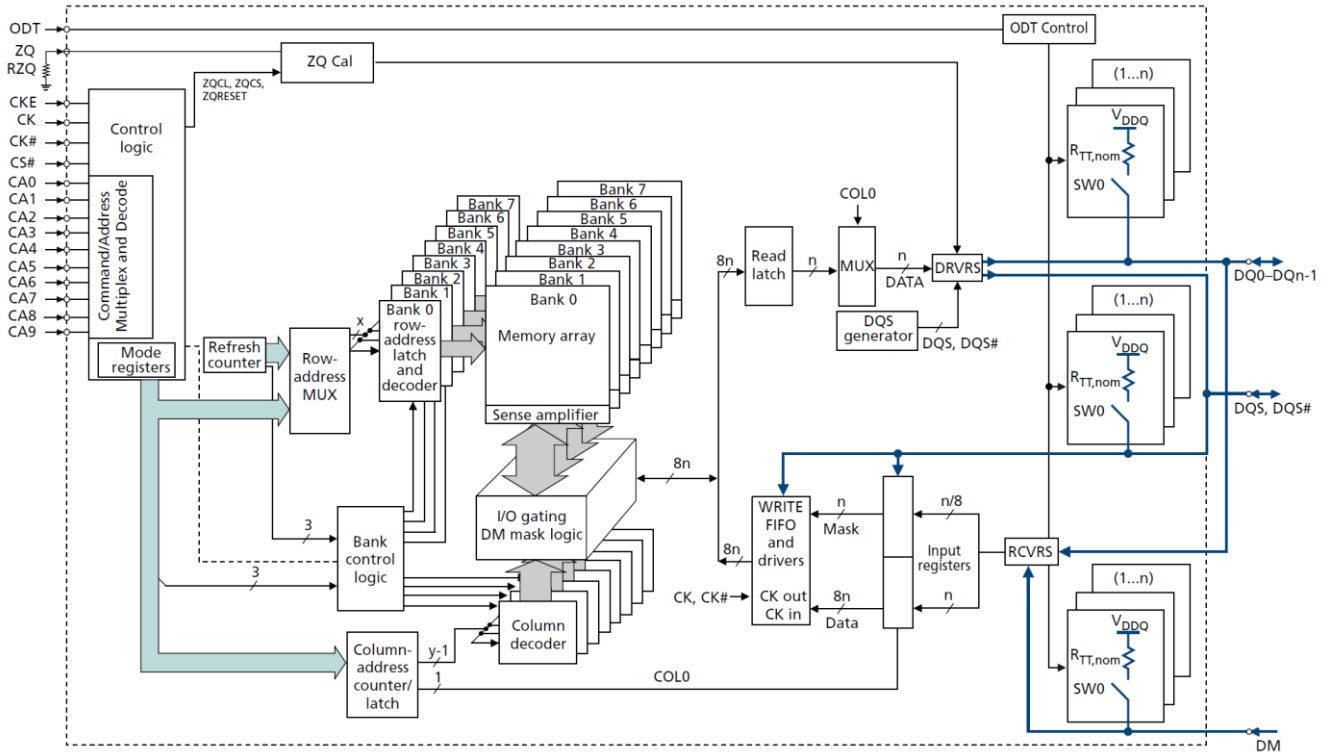 ODT
ZQ
RZQ
CKE
CK
CK#
CS#
CA0
CA1
CA2
CA3
CA4
CA5
CA6
CA7
CA8
CA9
Control
logic
Command/Address
Multiplex and Decode
Mode
registers
ZQCL, ZQCS,
ZQRESET
ZQ Cal
ODT Control
Refresh
counter
Row-
address
MUX
x
Bank 7
Bank 6
Bank 5
Bank 4
Bank 3
Bank 2
Bank 1
Bank 0
row-
address
latch
and
decoder
Bank 7
Bank 6
Bank 5
Bank 4
Bank 3
Bank 2
Bank 1
Bank 0
Memory array
Sense amplifier
3
3
Bank
control
logic
I/O gating
DM mask logic
Column
decoder
Column-
address
counter/
latch
y-1
1
COL0
8n
8n
8n
Read
latch
n
COL0
MUX
n
DATA
DRVRS
DQS
generator
DQS, DQS#
WRITE
FIFO
and
drivers
CK out
CK in
CK, CK#
n
Mask
8n
Data
n/8
Input
registers
n
RCVRS
(1...n)
VDDQ
RTT,nom
SW0
(1...n)
VDDQ
RTT,nom
SW0
(1...n)
VDDQ
RTT,nom
SW0
DQ0–DQn-1
DQS, DQS#
DM